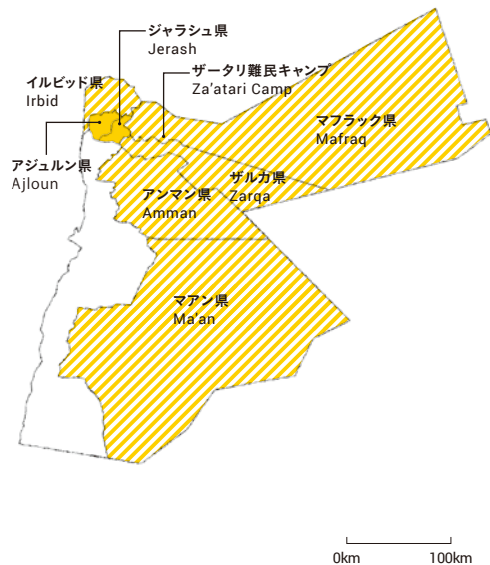 ジャラシュ県
Jerash
ザータリ難民キャンプ
Za'atari Camp
イルビッド県
Irbid
マフラック県
Mafraq
アジュルン県
Ajloun
ザルカ県
Zarqa
アンマン県
Amman
マアン県
Ma'an
0km 100km